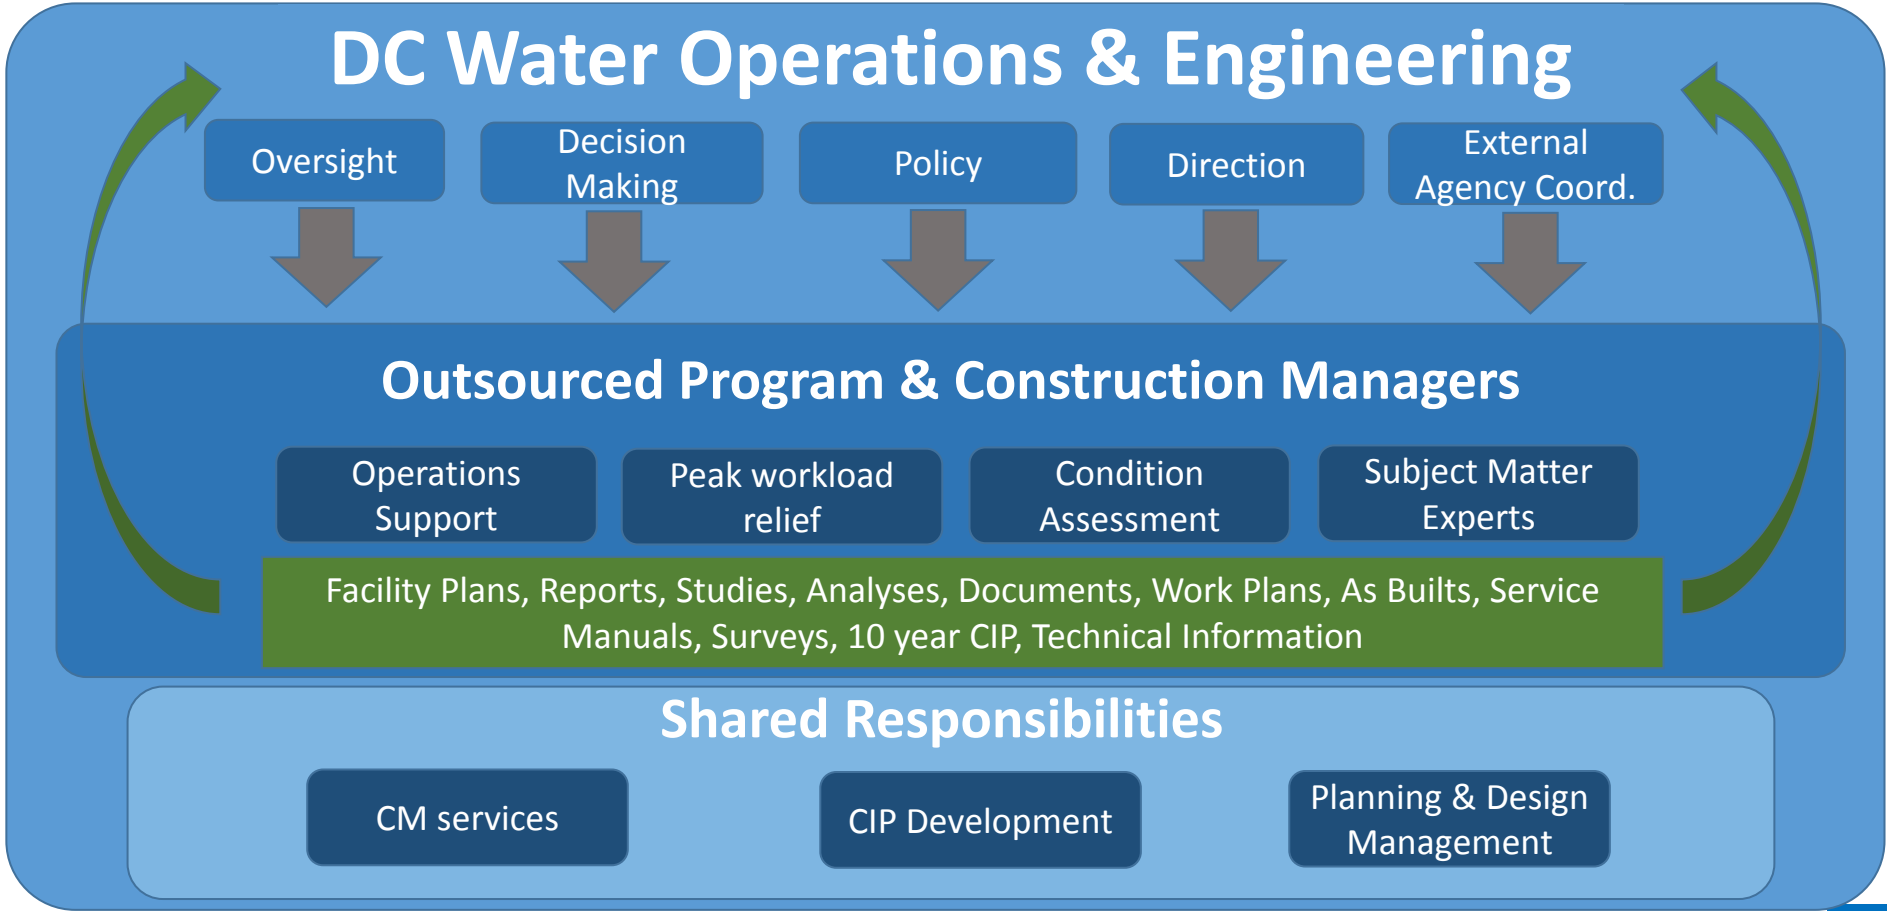 DC Water Operations & Engineering
Oversight
Decision
Making
Policy
Direction
External
Agency Coord.
Outsourced Program & Construction Managers
Operations
Support
Peak workload
relief
Condition
Assessment
Subject Matter
Experts
Facility Plans, Reports, Studies, Analyses, Documents, Work Plans, As Builts, Service
Manuals, Surveys, 10 year CIP, Technical Information
Shared Responsibilities
CM services
CIP Development
Planning & Design
Management